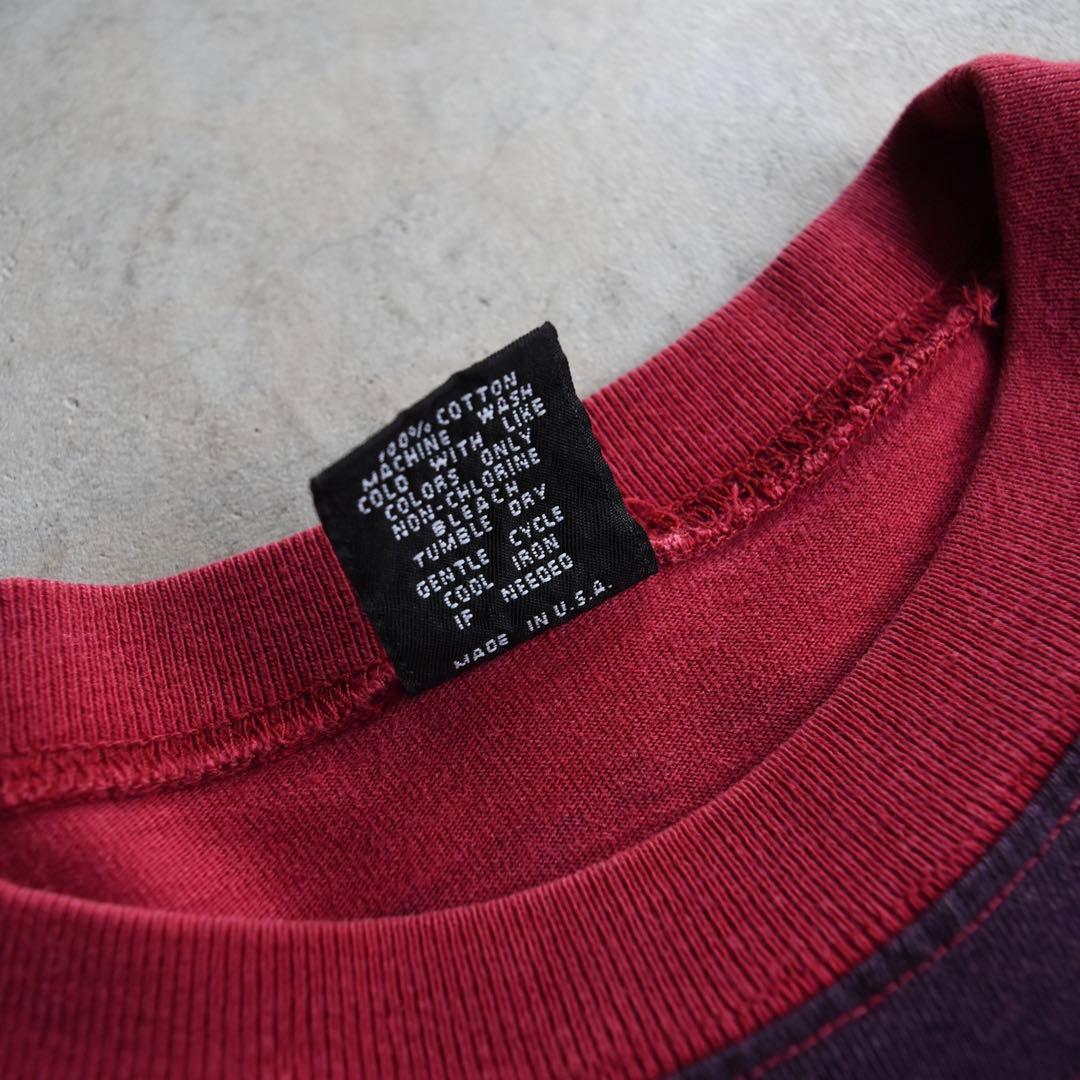 100% COTTON
MACHINE WASH
COLD WITH LIKE
COLORS ONLY
NON-CHLORINE
BLEACH
TUMBLE DRY
GENTLE CYCLE
COOL IRON
IF NEEDED
MADE IN U.S.A.